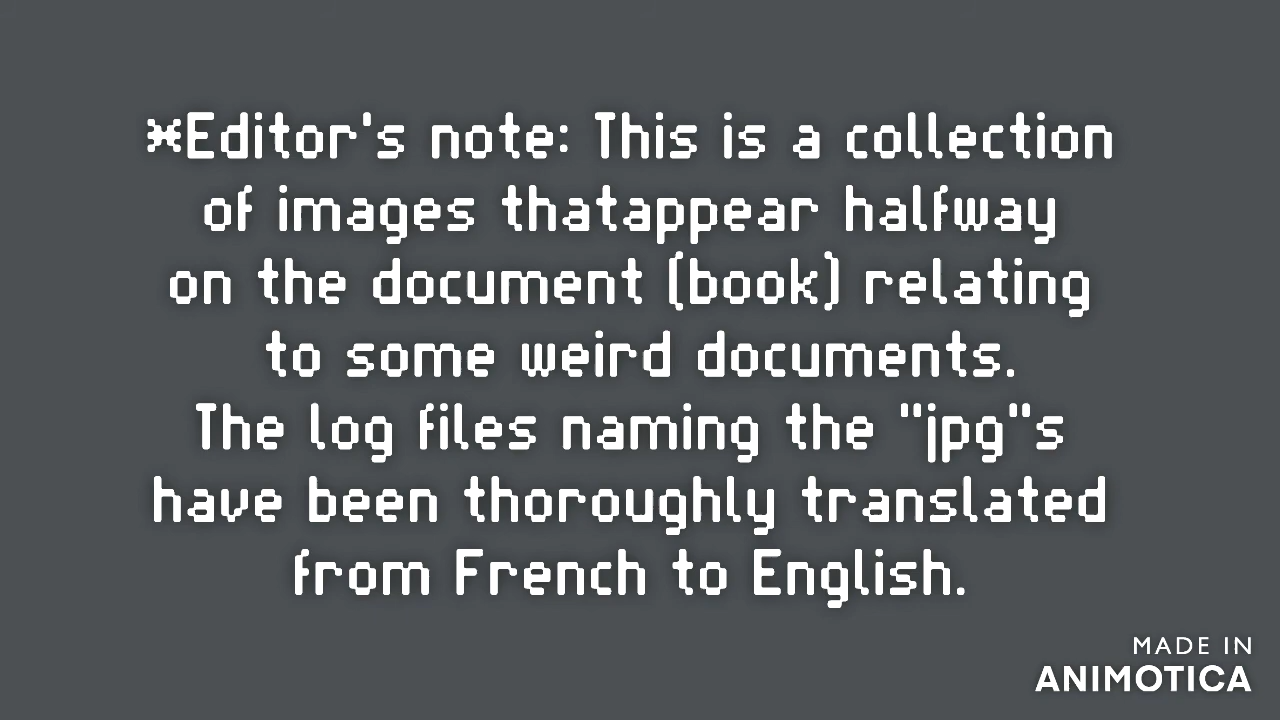 *Editor's note: This is a collection
of images thatappear halfway
on the document (book) relating
to some weird documents.
The log files naming the "jpg"s
have been thoroughly translated
from French to English.
MADE IN
ANIMOTICA